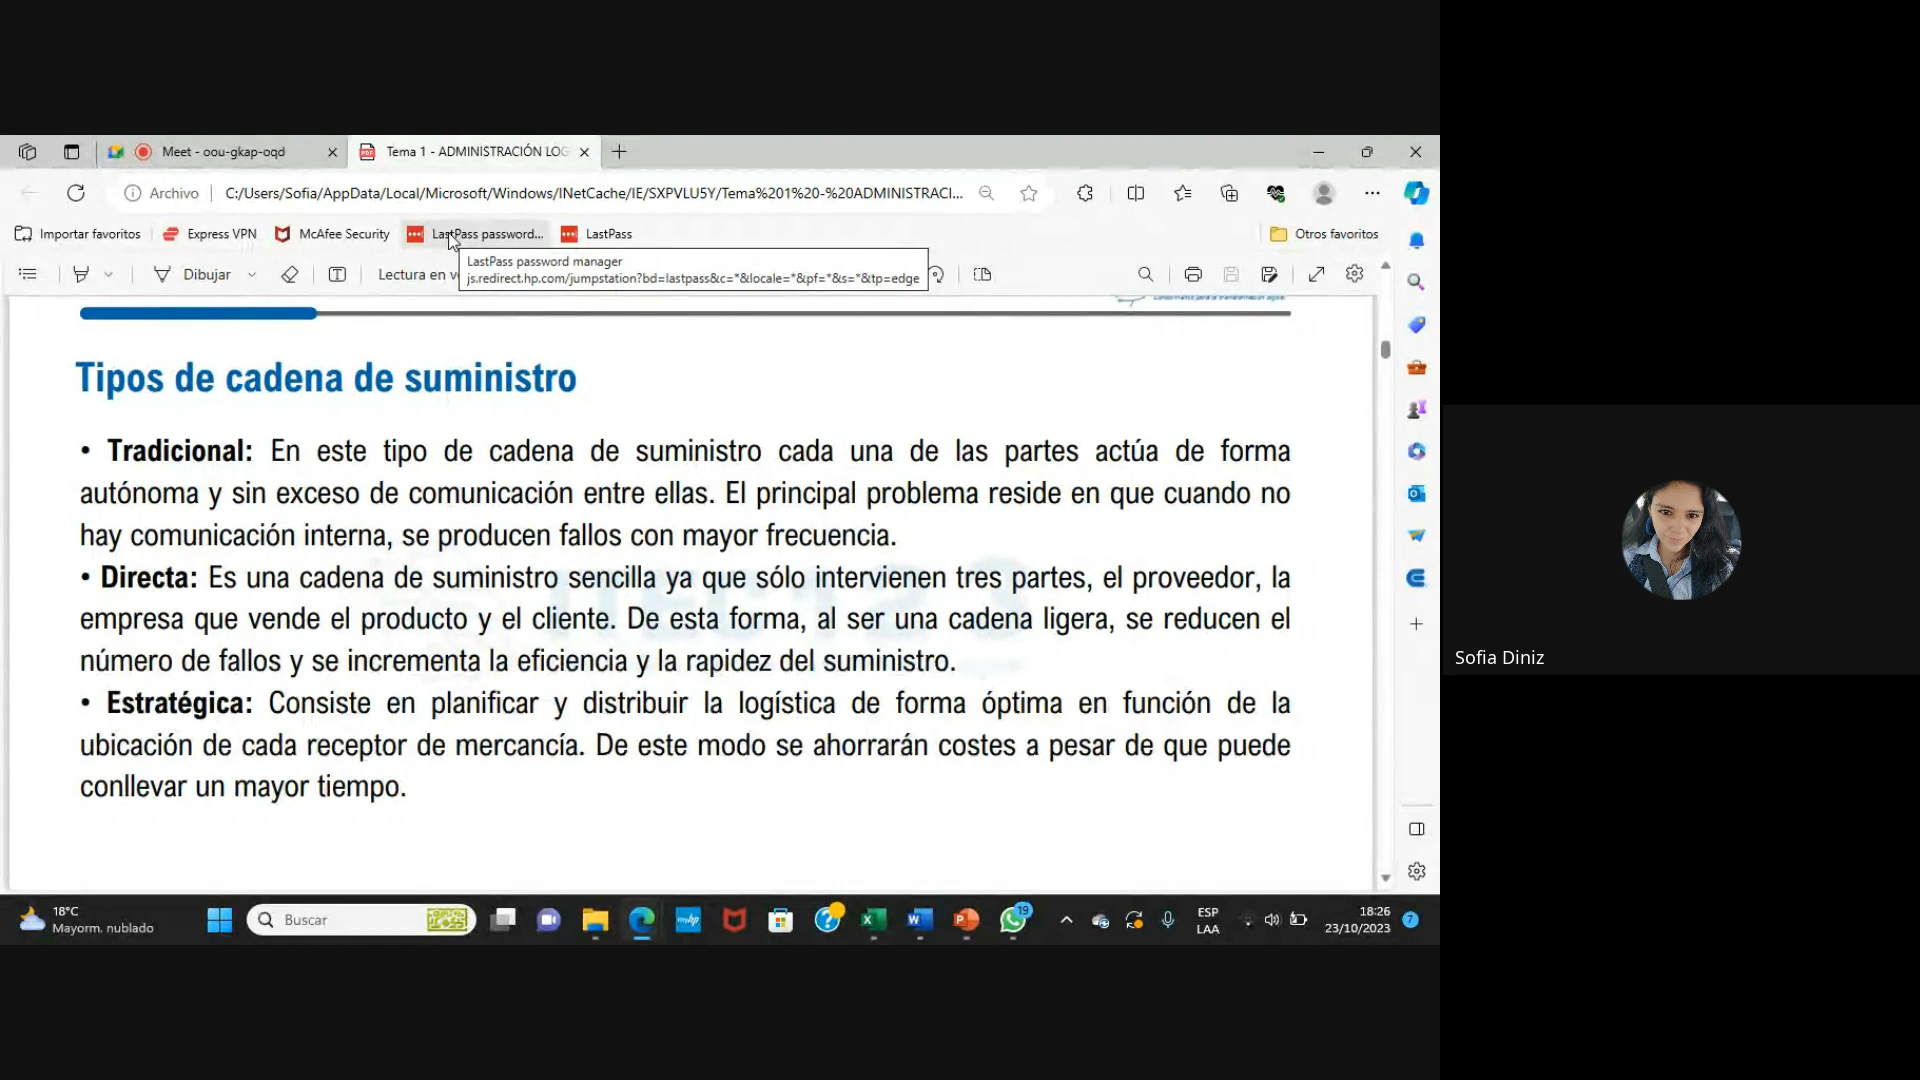 Meet - oou-gkap-oqd
Tema 1 - ADMINISTRACIÓN LOG
Archivo
C:/Users/Sofia/AppData/Local/Microsoft/Windows/INetCache/IE/SXPVLU5Y/Tema%201%20-%20ADMINISTRACI...
Importar favoritos
Express VPN
McAfee Security
LastPass password...
LastPass
Otros favoritos
Dibujar
Lectura en v
LastPass password manager
js.redirect.hp.com/jumpstation?bd=lastpass&c=*&locale=*&pf=*&s=*&tp=edge
Tipos de cadena de suministro
• Tradicional: En este tipo de cadena de suministro cada una de las partes actúa de forma
autónoma y sin exceso de comunicación entre ellas. El principal problema reside en que cuando no
hay comunicación interna, se producen fallos con mayor frecuencia.
• Directa: Es una cadena de suministro sencilla ya que sólo intervienen tres partes, el proveedor, la
empresa que vende el producto y el cliente. De esta forma, al ser una cadena ligera, se reducen el
número de fallos y se incrementa la eficiencia y la rapidez del suministro.
• Estratégica: Consiste en planificar y distribuir la logística de forma óptima en función de la
ubicación de cada receptor de mercancía. De este modo se ahorrarán costes a pesar de que puede
conllevar un mayor tiempo.
Sofia Diniz
18°C
Mayorm. nublado
Buscar
19
ESP
LAA
18:26
23/10/2023
7